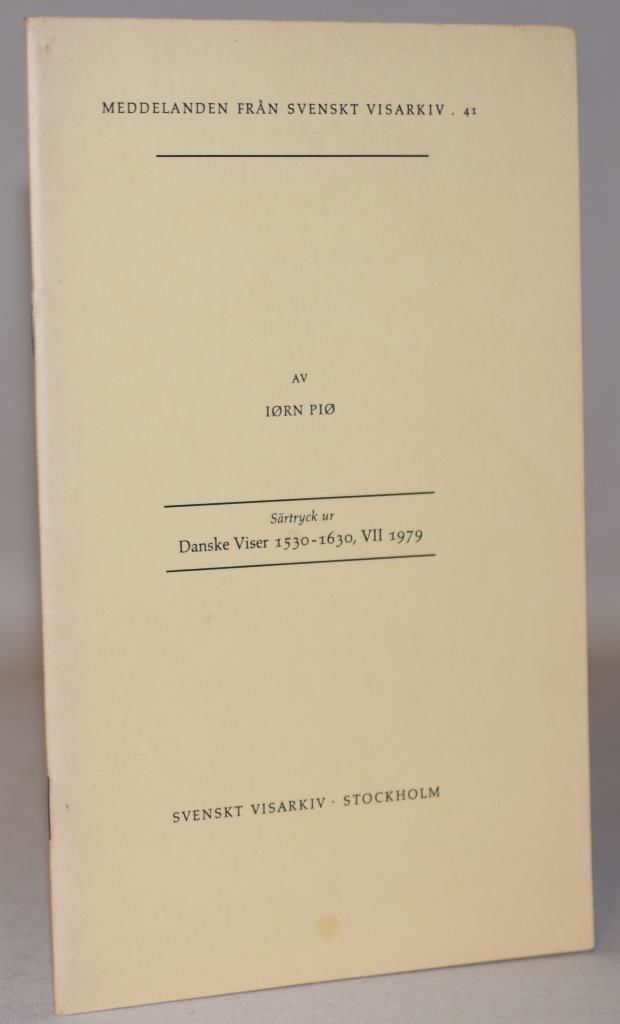 MEDDELANDEN FRÅN SVENSKT VISARKIV . 41
AV
IØRN PIØ
Särtryck ur
Danske Viser 1530-1630, VII 1979
SVENSKT VISARKIV · STOCKHOLM